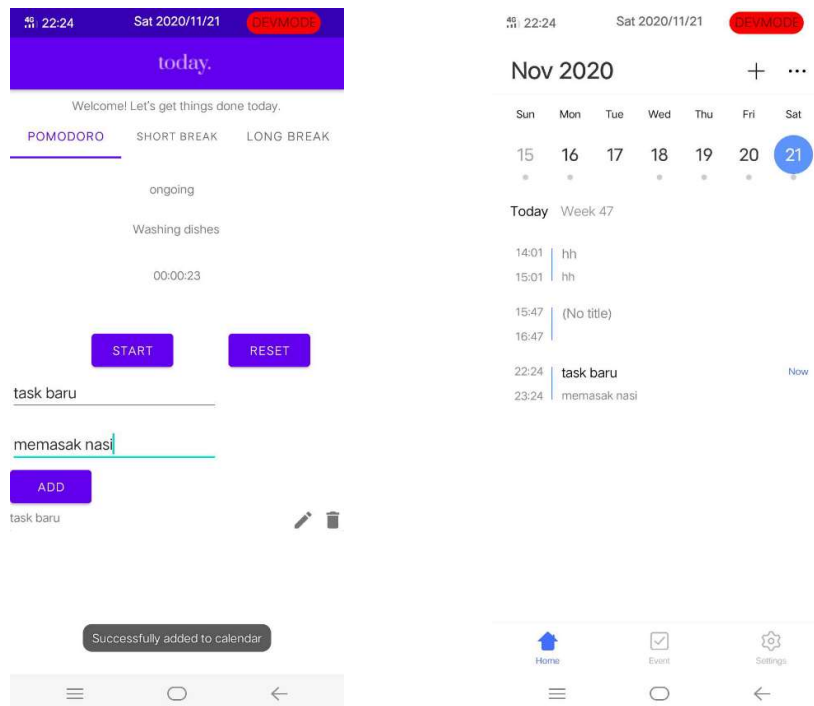 4G 22:24 Sat 2020/11/21 DEVMODE
today.
Welcome! Let's get things done today.
POMODORO SHORT BREAK LONG BREAK
ongoing
Washing dishes
00:00:23
START RESET
task baru
memasak nasi
ADD
task baru
Successfully added to calendar
4G 22:24 Sat 2020/11/21 DEVMODE
Nov 2020
Sun Mon Tue Wed Thu Fri Sat
15 16 17 18 19 20 21
Today Week 47
14:01 hh
15:01 hh
15:47 (No title)
16:47
22:24 task baru Now
23:24 memasak nasi
Home Event Settings